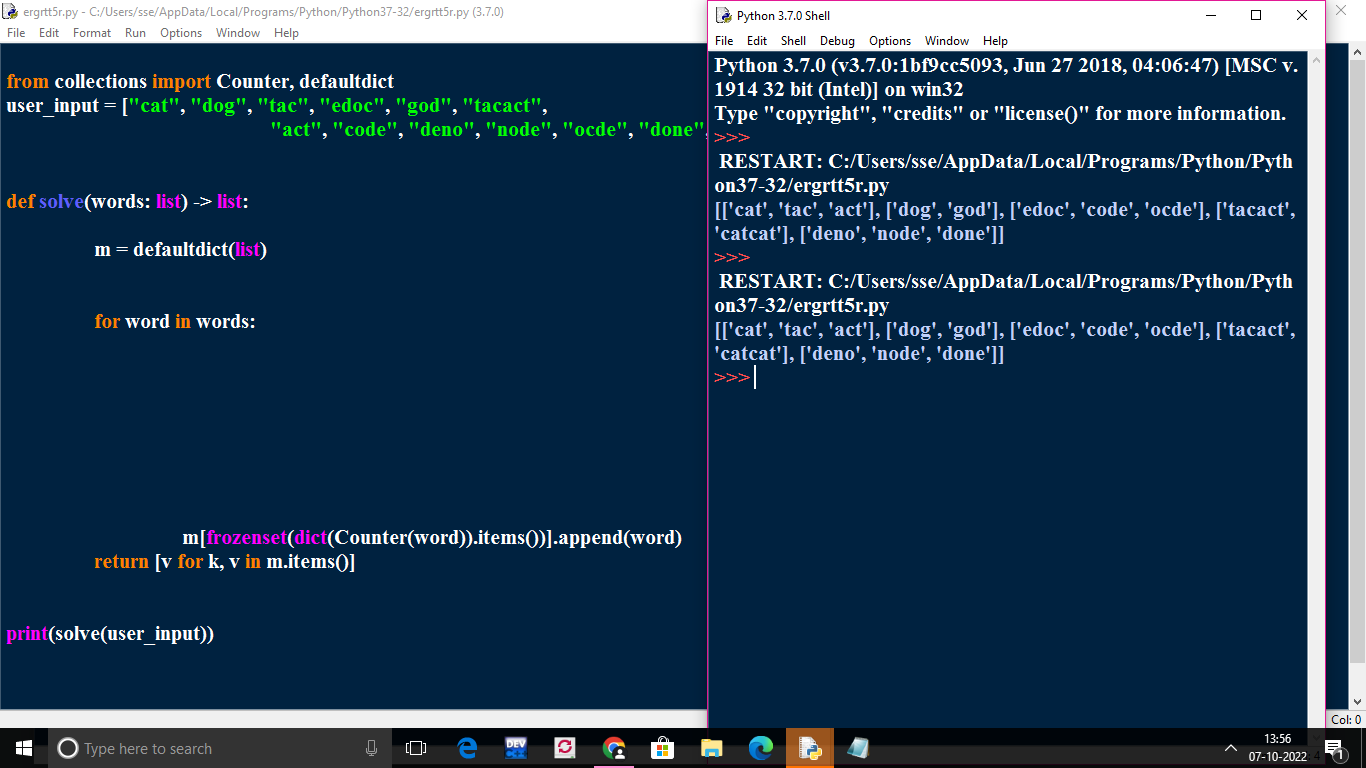 ergrtt5r.py - C:/Users/sse/AppData/Local/Programs/Python/Python37-32/ergrtt5r.py (3.7.0)
File Edit Format Run Options Window Help
from collections import Counter, defaultdict
user_input = ["cat", "dog", "tac", "edoc", "god", "tacact",
"act", "code", "deno", "node", "ocde", "done",
def solve(words: list) -> list:
m = defaultdict(list)
for word in words:
m[frozenset(dict(Counter(word)).items())].append(word)
return [v for k, v in m.items()]
print(solve(user_input))
Python 3.7.0 Shell
File Edit Shell Debug Options Window Help
Python 3.7.0 (v3.7.0:1bf9cc5093, Jun 27 2018, 04:06:47) [MSC v.
1914 32 bit (Intel)] on win32
Type "copyright", "credits" or "license()" for more information.
>>>
RESTART: C:/Users/sse/AppData/Local/Programs/Python/Pyth
on37-32/ergrtt5r.py
[['cat', 'tac', 'act'], ['dog', 'god'], ['edoc', 'code', 'ocde'], ['tacact',
'catcat'], ['deno', 'node', 'done']]
>>>
RESTART: C:/Users/sse/AppData/Local/Programs/Python/Pyth
on37-32/ergrtt5r.py
[['cat', 'tac', 'act'], ['dog', 'god'], ['edoc', 'code', 'ocde'], ['tacact',
'catcat'], ['deno', 'node', 'done']]
>>>
Col: 0
Type here to search
DEV
13:56
07-10-2022
1